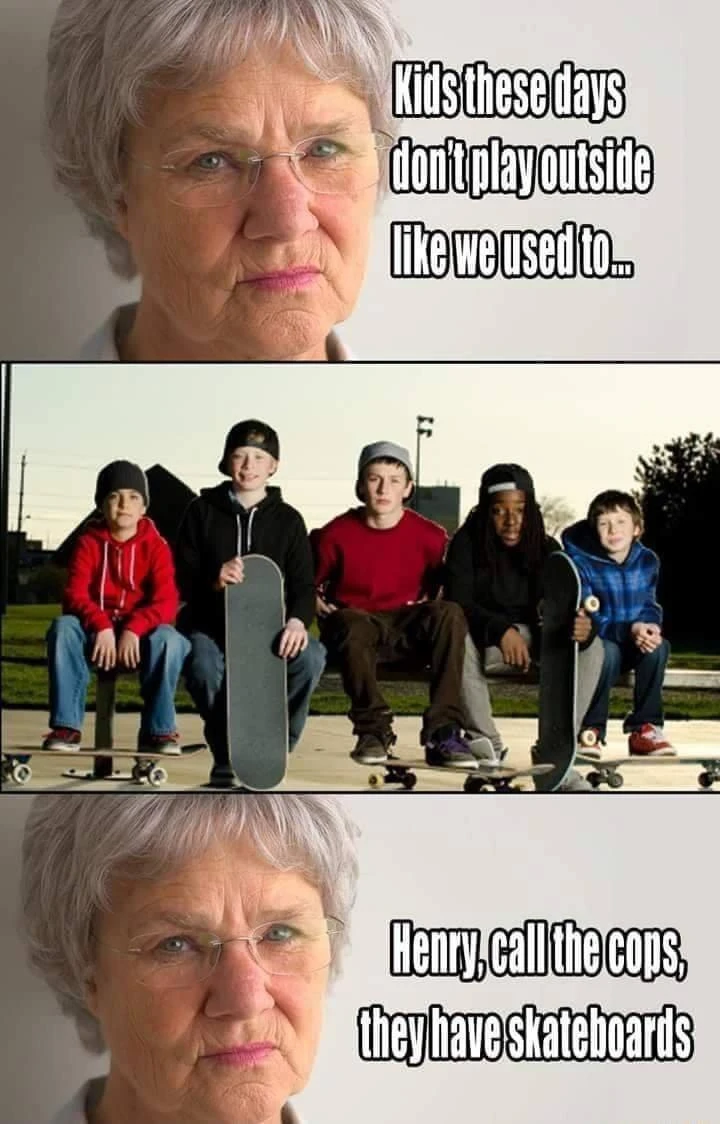 Kids these days
don't play outside
like we used to...
Henry, call the cops,
they have skateboards